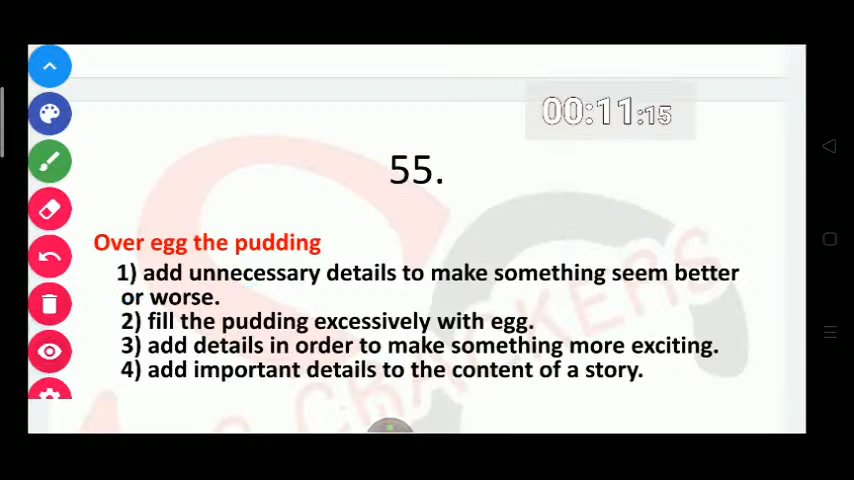 00:11:15
55.
Over egg the pudding
1) add unnecessary details to make something seem better
or worse.
2) fill the pudding excessively with egg.
3) add details in order to make something more exciting.
4) add important details to the content of a story.
CRACKERS